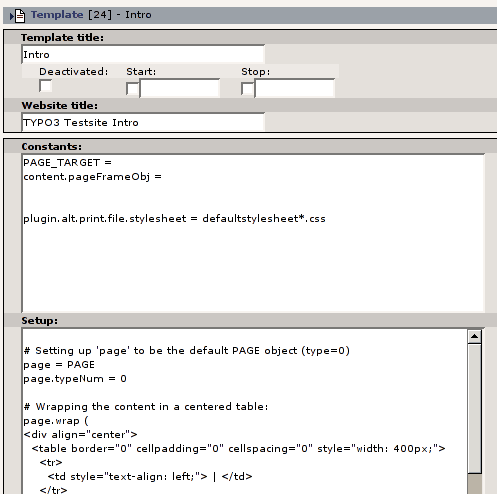 Template [24] - Intro
Template title:
Intro
Deactivated: Start: Stop:
Website title:
TYPO3 Testsite Intro
Constants:
PAGE_TARGET =
content.pageFrameObj =
plugin.alt.print.file.stylesheet = defaultstylesheet*.css
Setup:
# Setting up 'page' to be the default PAGE object (type=0)
page = PAGE
page.typeNum = 0
# Wrapping the content in a centered table:
page.wrap (
<div align="center">
<table border="0" cellpadding="0" cellspacing="0" style="width: 400px;">
<tr>
<td style="text-align: left;"> | </td>
</tr>